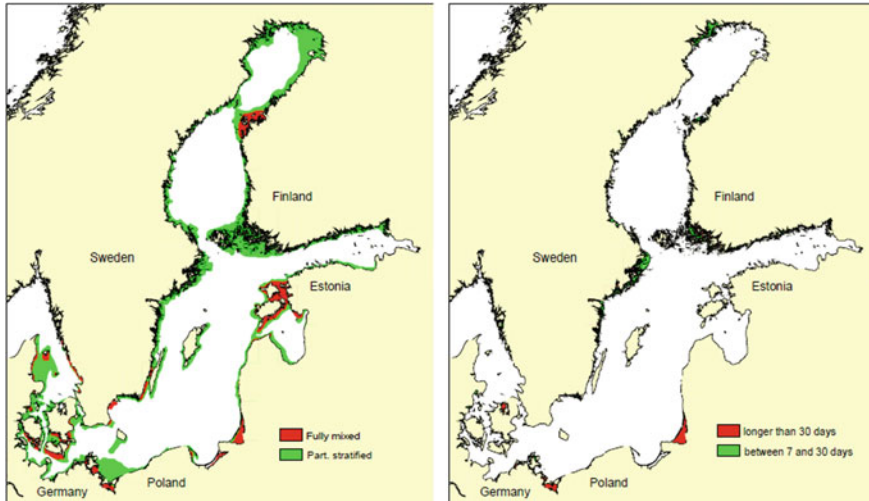 Finland
Sweden
Estonia
Fully mixed
Part. stratified
Poland
Germany
Finland
Sweden
Estonia
longer than 30 days
between 7 and 30 days
Poland
Germany